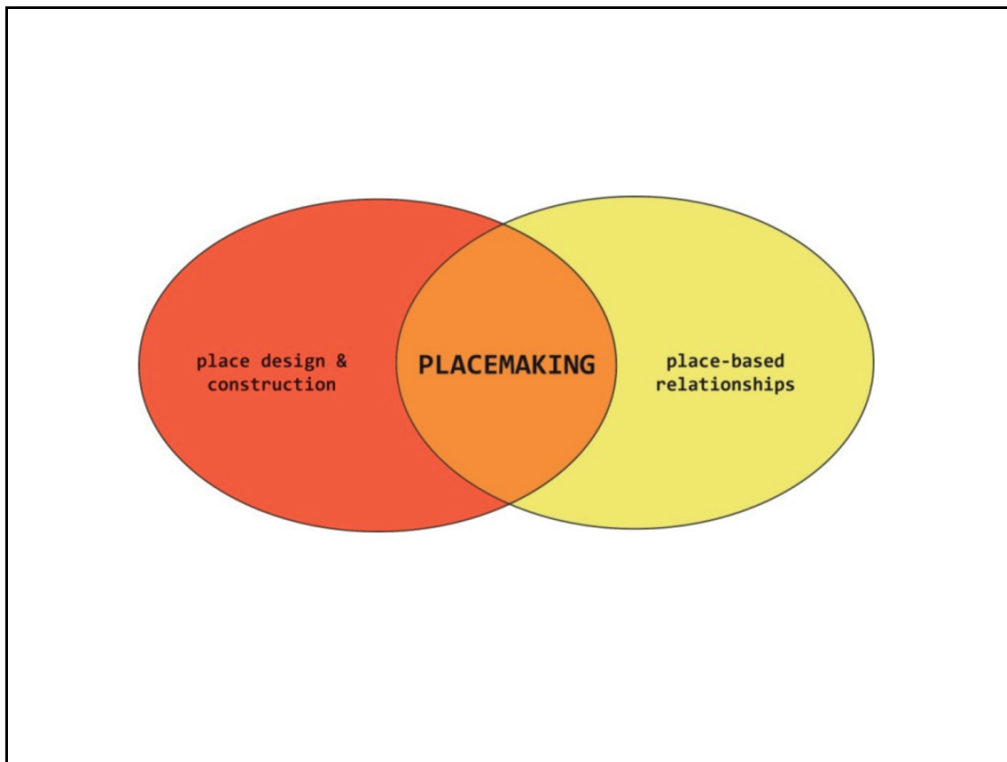 place design &
construction
PLACEMAKING
place-based
relationships